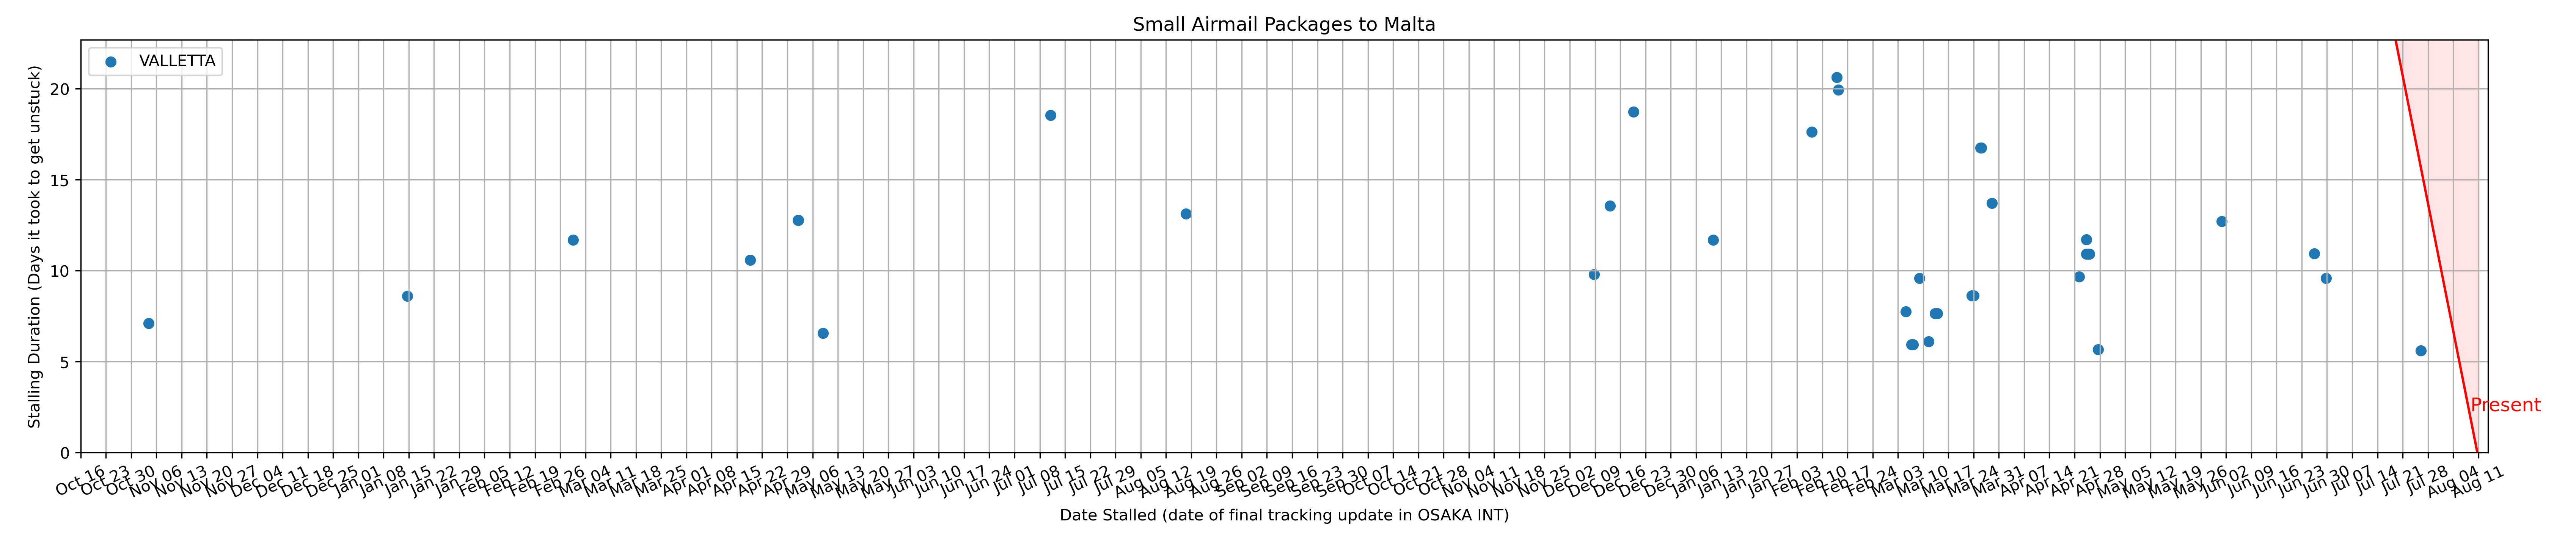 Small Airmail Packages to Malta
VALLETTA
Stalling Duration (Days it took to get unstuck)
20
15
10
5
0
Present
Oct 16
Oct 23
Oct 30
Nov 06
Nov 13
Nov 20
Nov 27
Dec 04
Dec 11
Dec 18
Dec 25
Jan 01
Jan 08
Jan 15
Jan 22
Jan 29
Feb 05
Feb 12
Feb 19
Feb 26
Mar 04
Mar 11
Mar 18
Mar 25
Apr 01
Apr 08
Apr 15
Apr 22
Apr 29
May 06
May 13
May 20
May 27
Jun 03
Jun 10
Jun 17
Jun 24
Jul 01
Jul 08
Jul 15
Jul 22
Jul 29
Aug 05
Aug 12
Aug 19
Aug 26
Sep 02
Sep 09
Sep 16
Sep 23
Sep 30
Oct 07
Oct 14
Oct 21
Oct 28
Nov 04
Nov 11
Nov 18
Nov 25
Dec 02
Dec 09
Dec 16
Dec 23
Dec 30
Jan 06
Jan 13
Jan 20
Jan 27
Feb 03
Feb 10
Feb 17
Feb 24
Mar 03
Mar 10
Mar 17
Mar 24
Mar 31
Apr 07
Apr 14
Apr 21
Apr 28
May 05
May 12
May 19
May 26
Jun 02
Jun 09
Jun 16
Jun 23
Jun 30
Jul 07
Jul 14
Jul 21
Jul 28
Aug 04
Aug 11
Date Stalled (date of final tracking update in OSAKA INT)